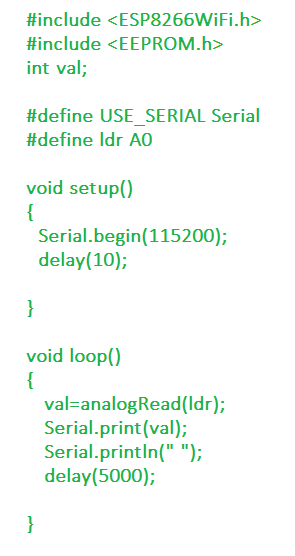 #include <ESP8266WiFi.h>
#include <EEPROM.h>
int val;

#define USE_SERIAL Serial
#define ldr A0

void setup()
{
  Serial.begin(115200);
  delay(10);

}

void loop()
{
   val=analogRead(ldr);
   Serial.print(val);
   Serial.println(" ");
   delay(5000);

}